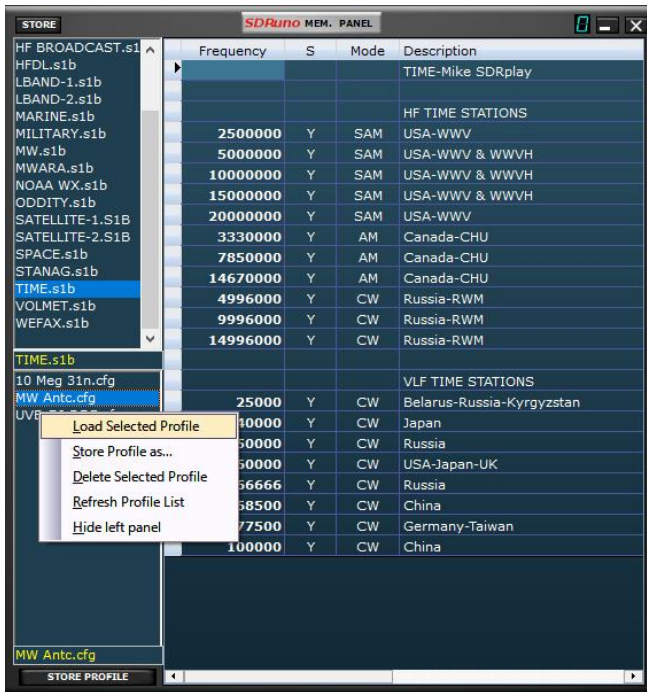 STORE
SDRuno MEM. PANEL
HF BROADCAST.s1
HFDL.s1b
LBAND-1.s1b
LBAND-2.s1b
MARINE.s1b
MILITARY.s1b
MW.s1b
MWARA.s1b
NOAA WX.s1b
ODDITY.s1b
SATELLITE-1.S1B
SATELLITE-2.S1B
SPACE.s1b
STANAG.s1b
TIME.s1b
VOLMET.s1b
WEFAX.s1b
TIME.s1b
10 Meg 31n.cfg
MW Antc.cfg
Load Selected Profile
Store Profile as...
Delete Selected Profile
Refresh Profile List
Hide left panel
MW Antc.cfg
STORE PROFILE
Frequency S Mode Description
TIME-Mike SDRplay
HF TIME STATIONS
2500000 Y SAM USA-WWV
5000000 Y SAM USA-WWV & WWVH
10000000 Y SAM USA-WWV & WWVH
15000000 Y SAM USA-WWV & WWVH
20000000 Y SAM USA-WWV
3330000 Y AM Canada-CHU
7850000 Y AM Canada-CHU
14670000 Y AM Canada-CHU
4996000 Y CW Russia-RWM
9996000 Y CW Russia-RWM
14996000 Y CW Russia-RWM
VLF TIME STATIONS
25000 Y CW Belarus-Russia-Kyrgyzstan
Y CW Japan
Y CW Russia
Y CW USA-Japan-UK
Y CW Russia
Y CW China
Y CW Germany-Taiwan
100000 Y CW China